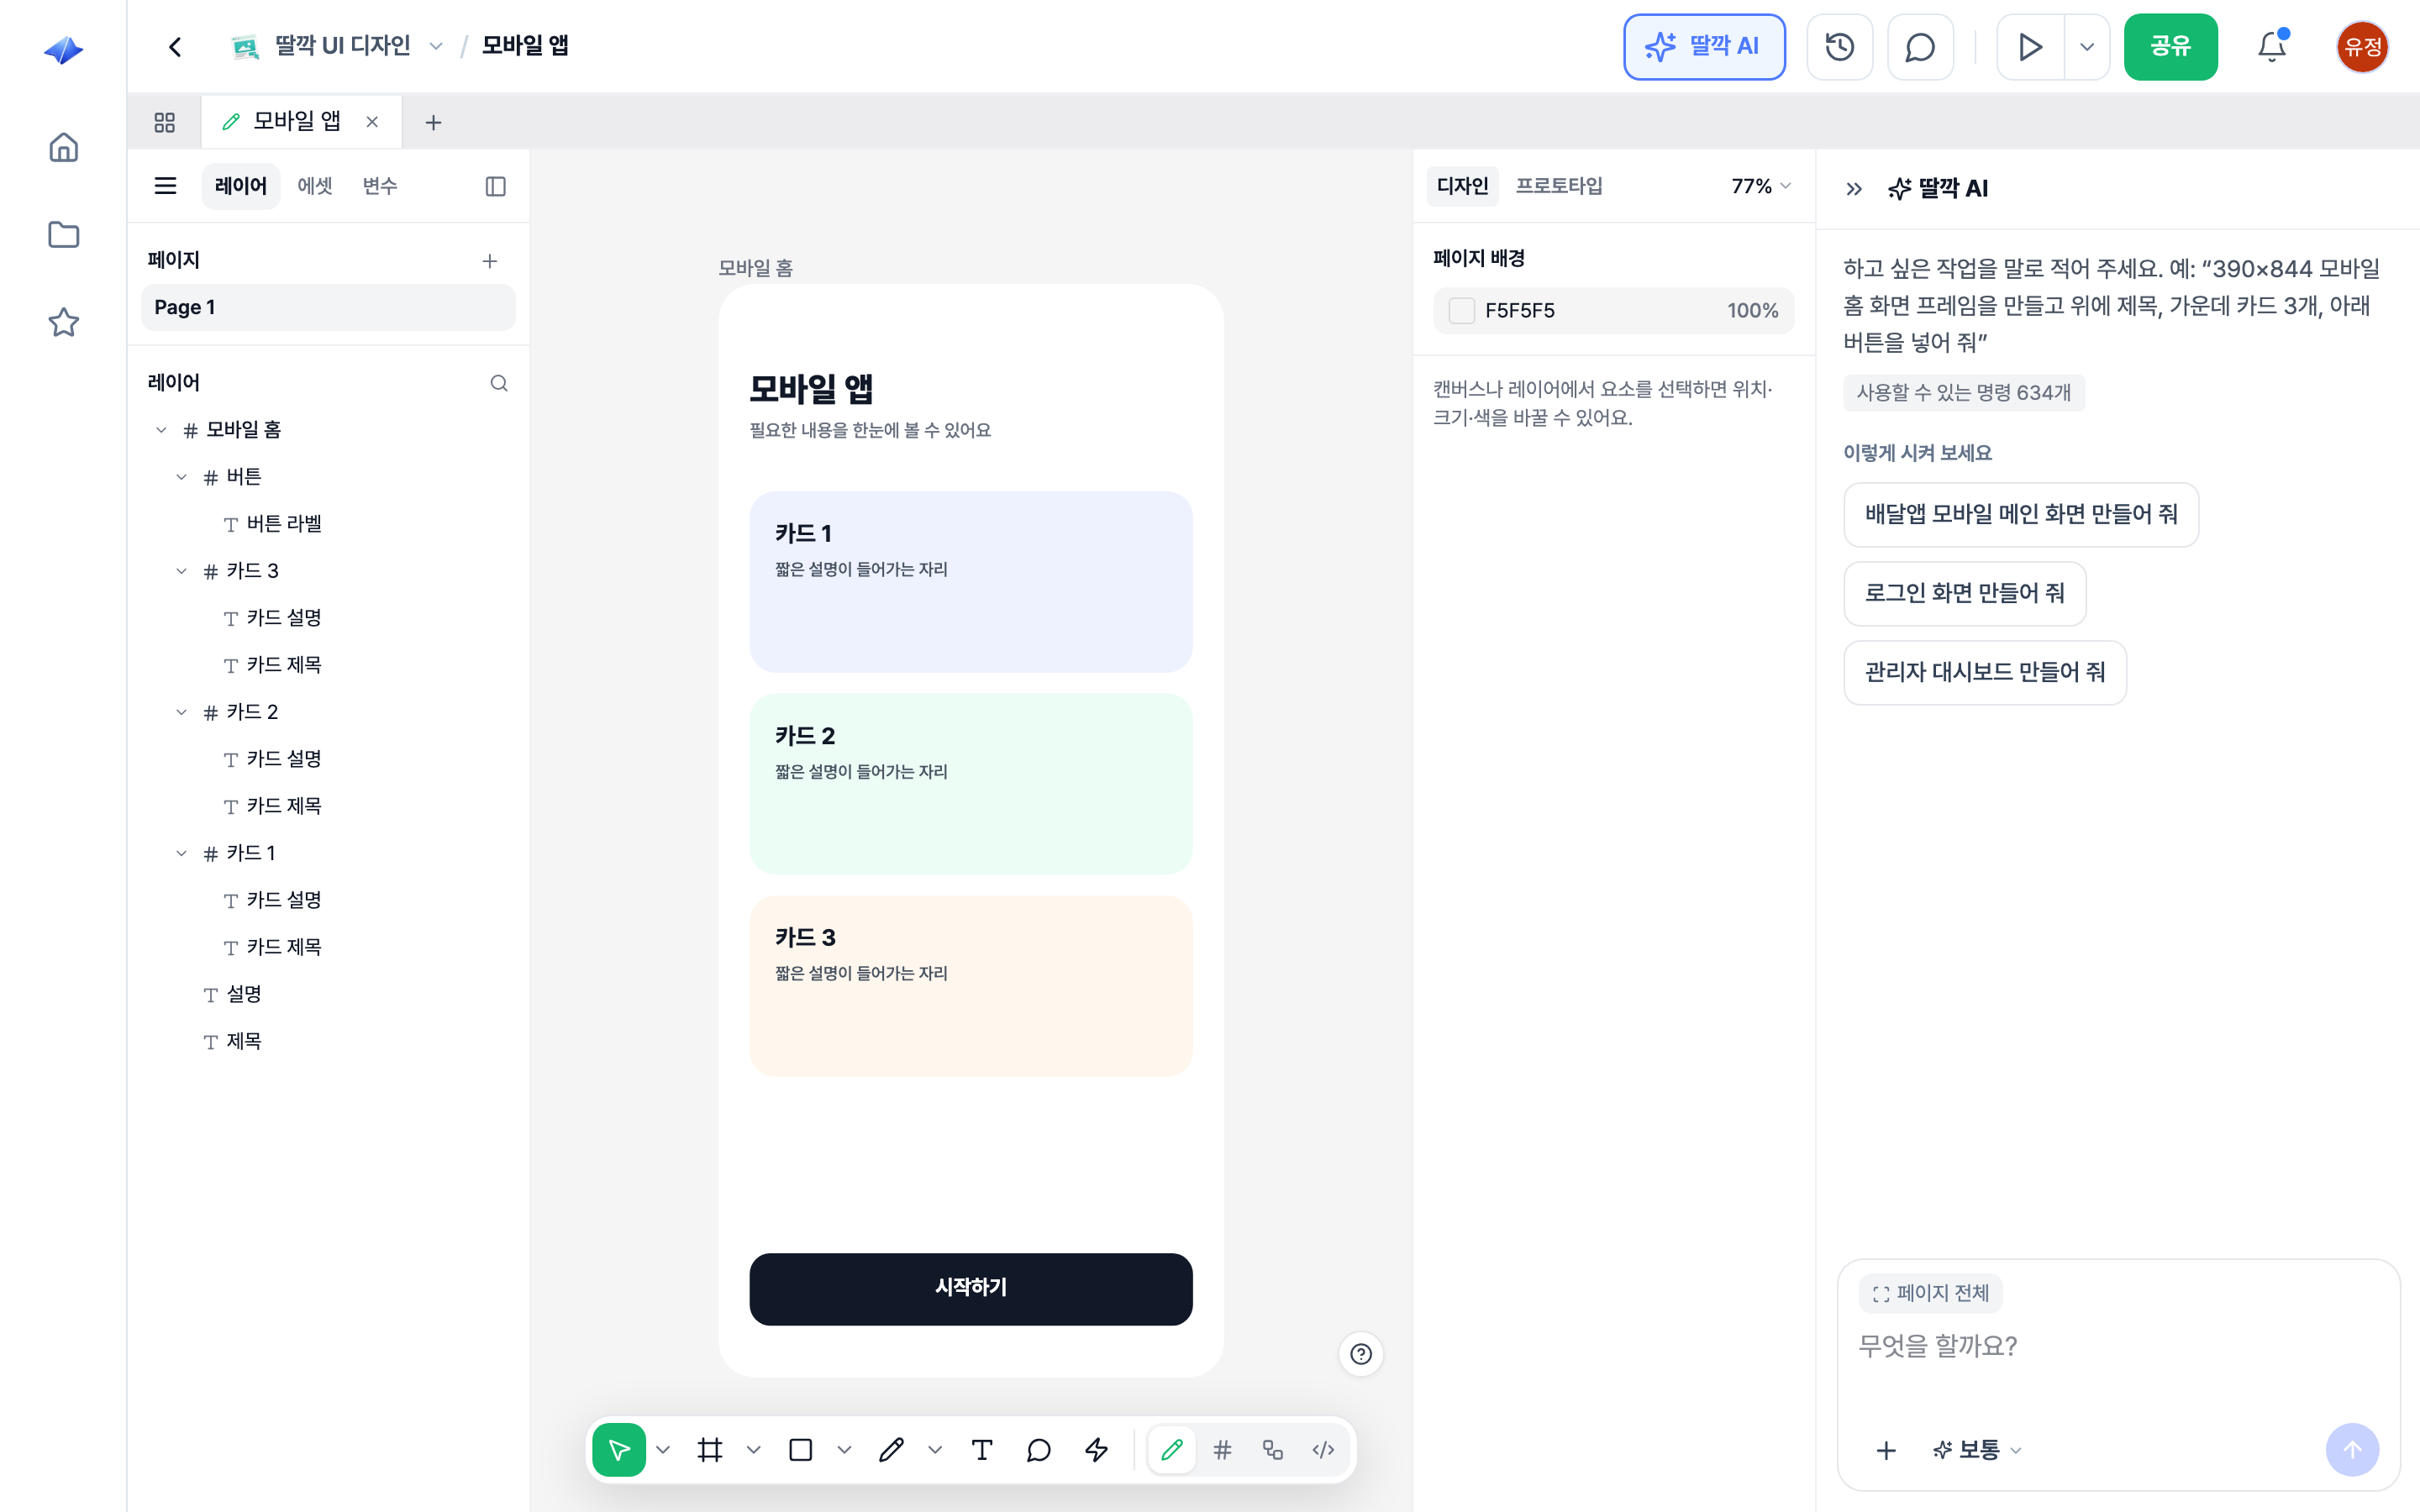 딸깍 UI 디자인 / 모바일 앱
딸깍 AI
공유
유정
모바일 앱
레이어 에셋 변수
페이지
Page 1
레이어
모바일 홈
버튼
버튼 라벨
카드 3
카드 설명
카드 제목
카드 2
카드 설명
카드 제목
카드 1
카드 설명
카드 제목
설명
제목
모바일 홈
모바일 앱
필요한 내용을 한눈에 볼 수 있어요
카드 1
짧은 설명이 들어가는 자리
카드 2
짧은 설명이 들어가는 자리
카드 3
짧은 설명이 들어가는 자리
시작하기
디자인 프로토타입 77%
페이지 배경
F5F5F5 100%
캔버스나 레이어에서 요소를 선택하면 위치·
크기·색을 바꿀 수 있어요.
딸깍 AI
하고 싶은 작업을 말로 적어 주세요. 예: “390×844 모바일
홈 화면 프레임을 만들고 위에 제목, 가운데 카드 3개, 아래
버튼을 넣어 줘”
사용할 수 있는 명령 634개
이렇게 시켜 보세요
배달앱 모바일 메인 화면 만들어 줘
로그인 화면 만들어 줘
관리자 대시보드 만들어 줘
페이지 전체
무엇을 할까요?
보통